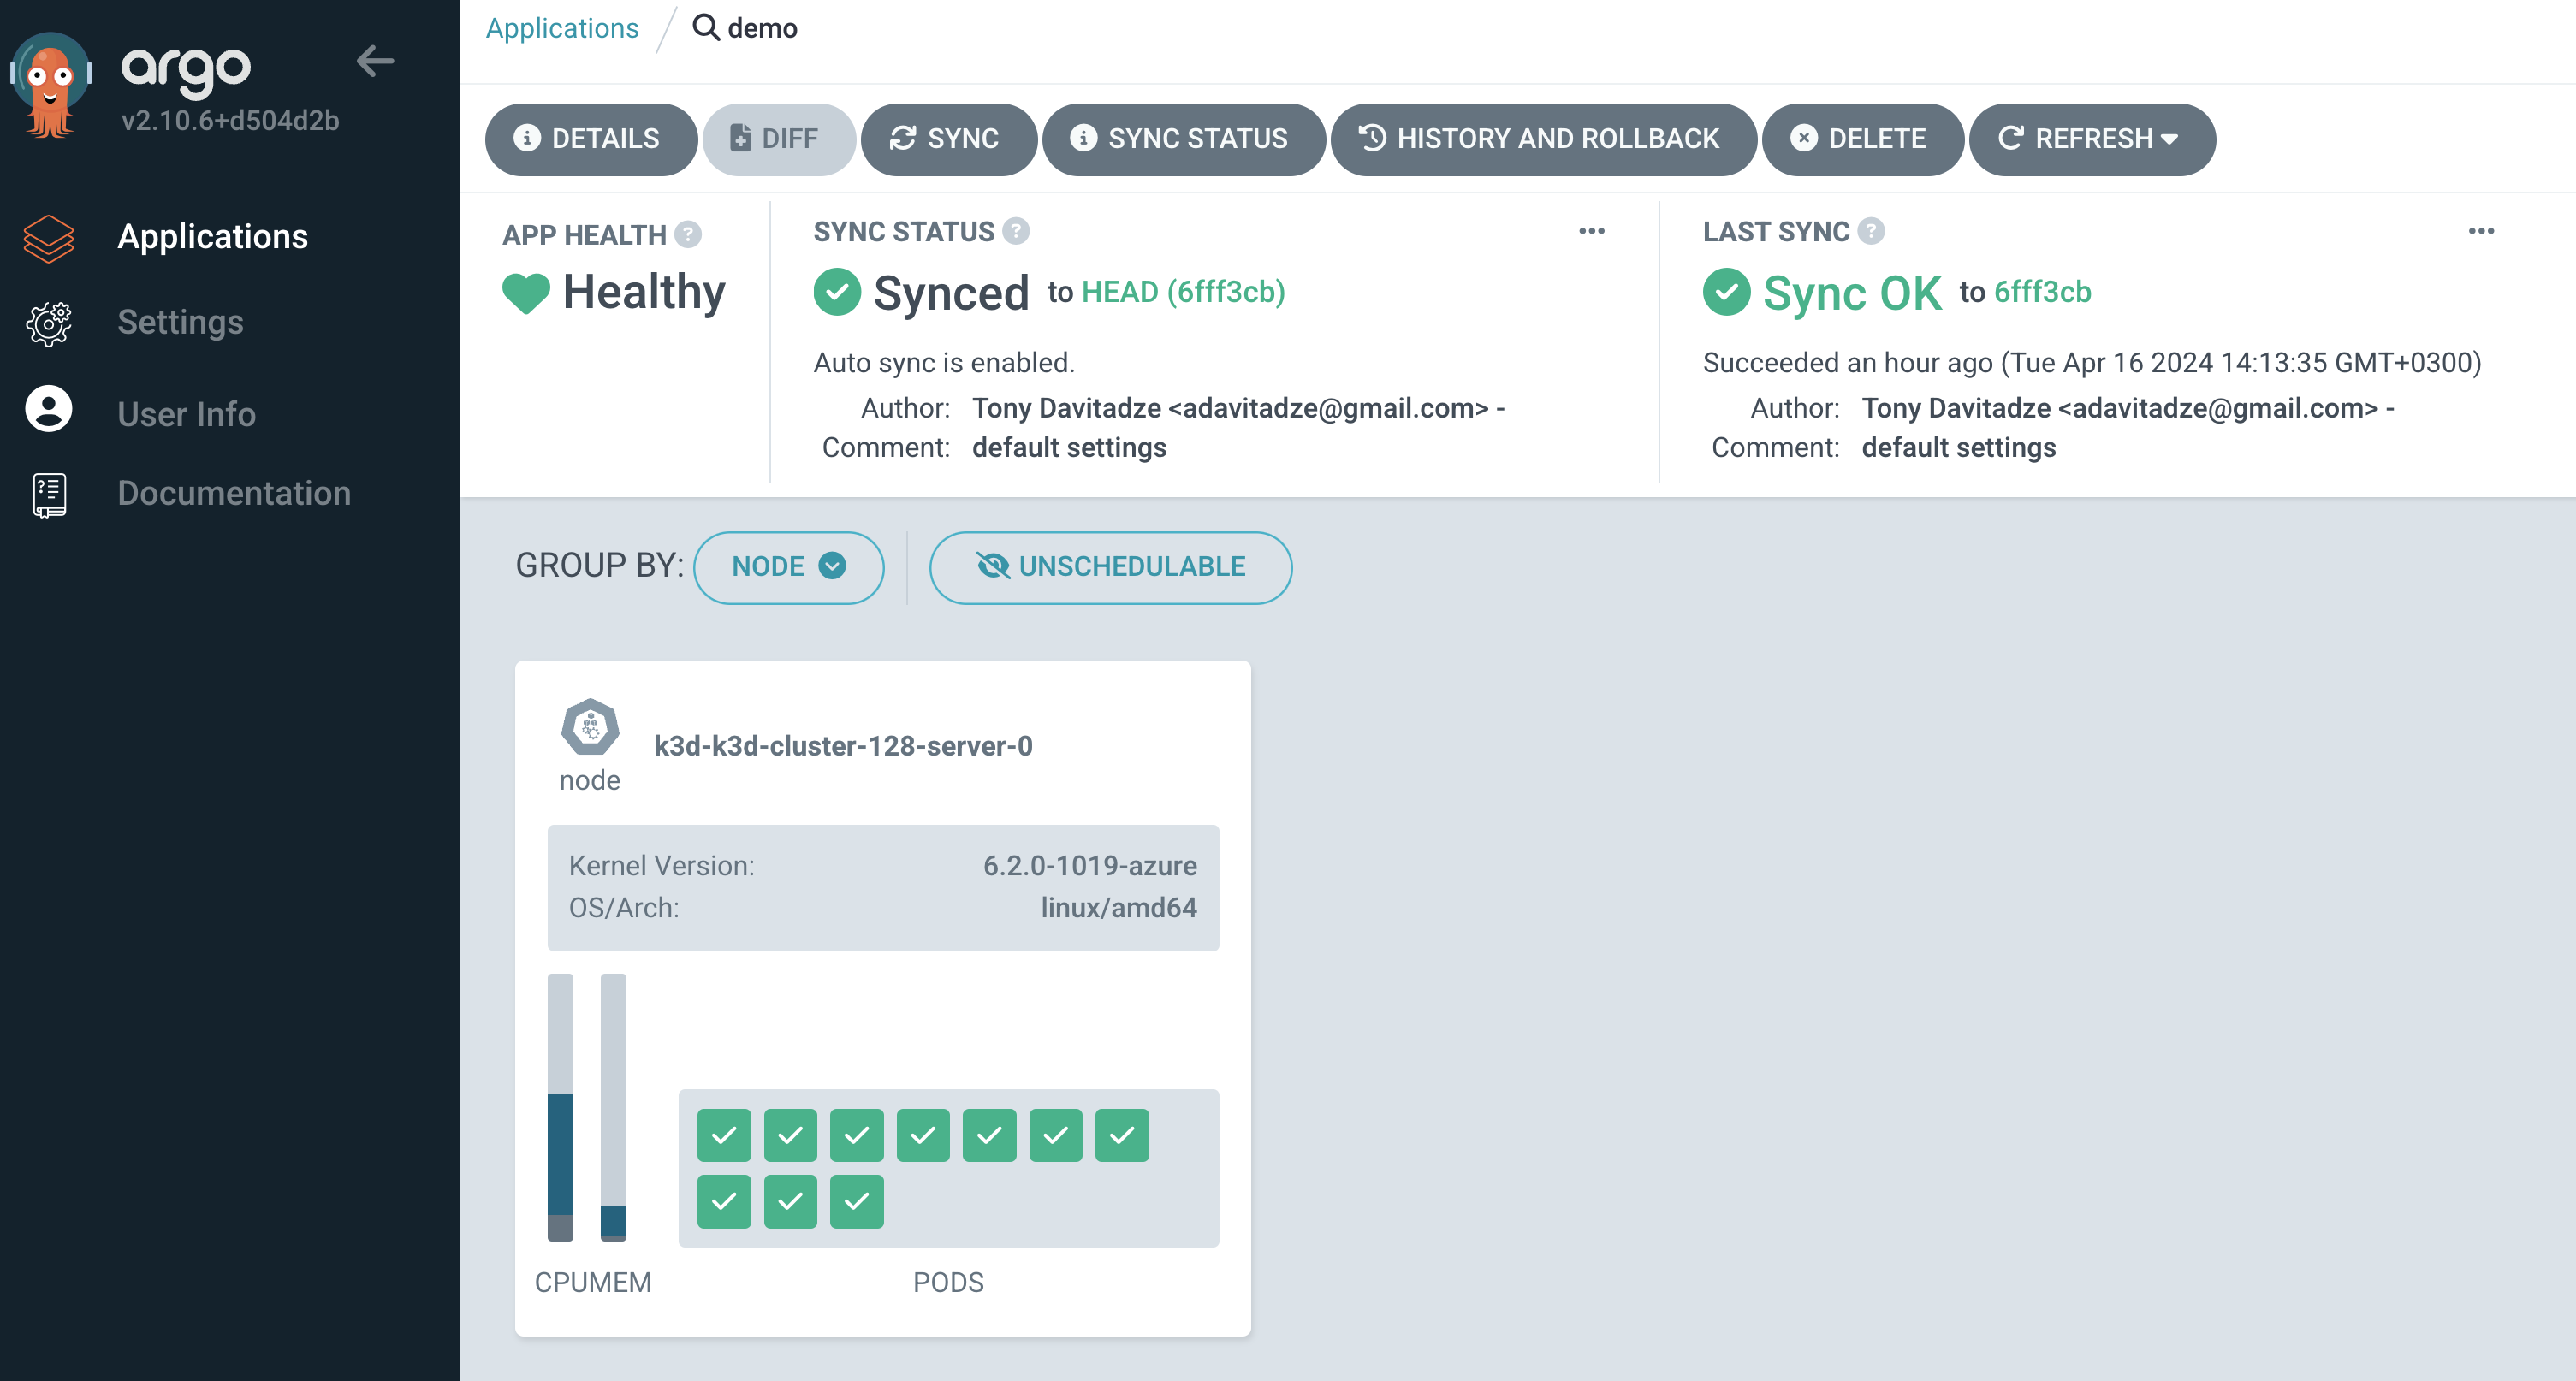 argo
v2.10.6+d504d2b
Applications
Settings
User Info
Documentation
Applications / demo
DETAILS DIFF SYNC SYNC STATUS HISTORY AND ROLLBACK DELETE REFRESH
APP HEALTH ?
Healthy
SYNC STATUS ?
Synced to HEAD (6fff3cb)
Auto sync is enabled.
Author: Tony Davitadze <adavitadze@gmail.com> -
Comment: default settings
LAST SYNC ?
Sync OK to 6fff3cb
Succeeded an hour ago (Tue Apr 16 2024 14:13:35 GMT+0300)
Author: Tony Davitadze <adavitadze@gmail.com> -
Comment: default settings
GROUP BY: NODE UNSCHEDULABLE
k3d-k3d-cluster-128-server-0
node
Kernel Version: 6.2.0-1019-azure
OS/Arch: linux/amd64
CPUMEM PODS